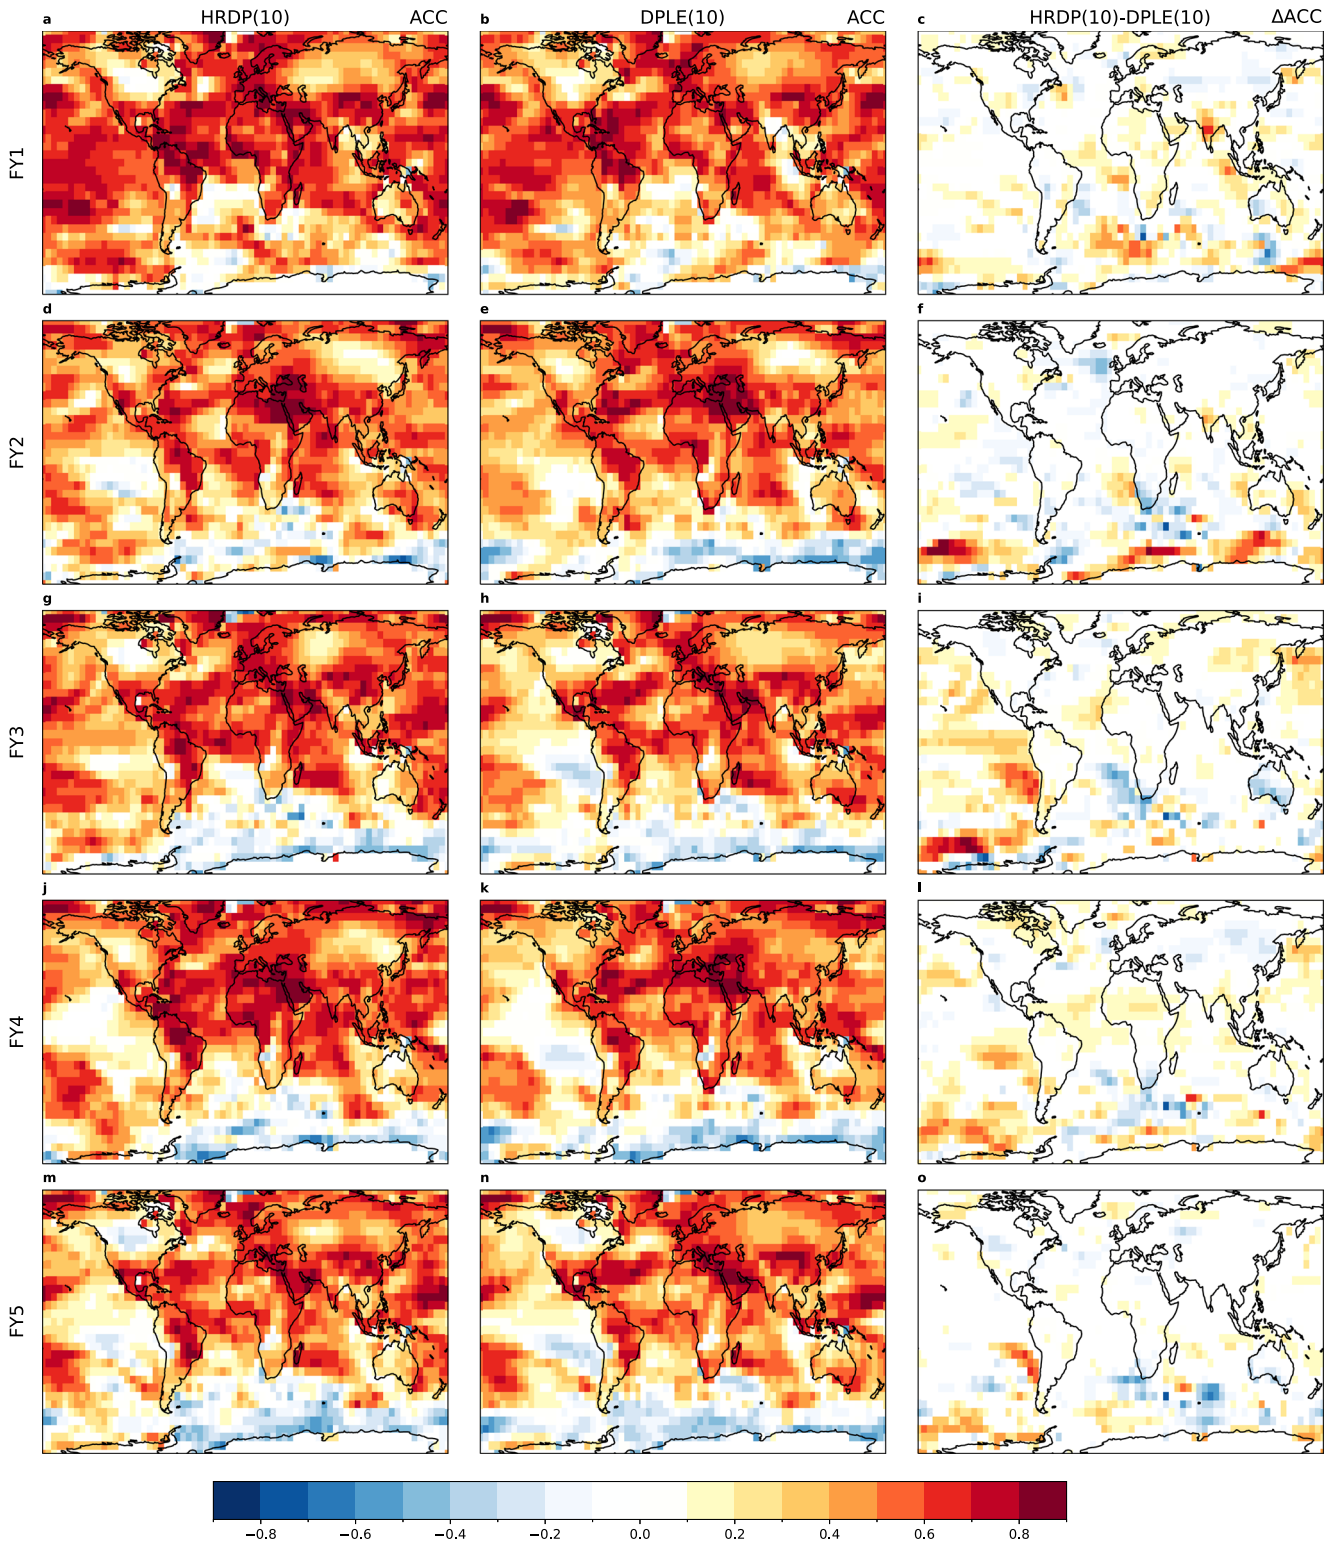 a HRDP(10) ACC
b DPLE(10) ACC
c HRDP(10)-DPLE(10) ΔACC
FY1
d
e
f
FY2
g
h
i
FY3
j
k
l
FY4
m
n
o
FY5
−0.8 −0.6 −0.4 −0.2 0.0 0.2 0.4 0.6 0.8